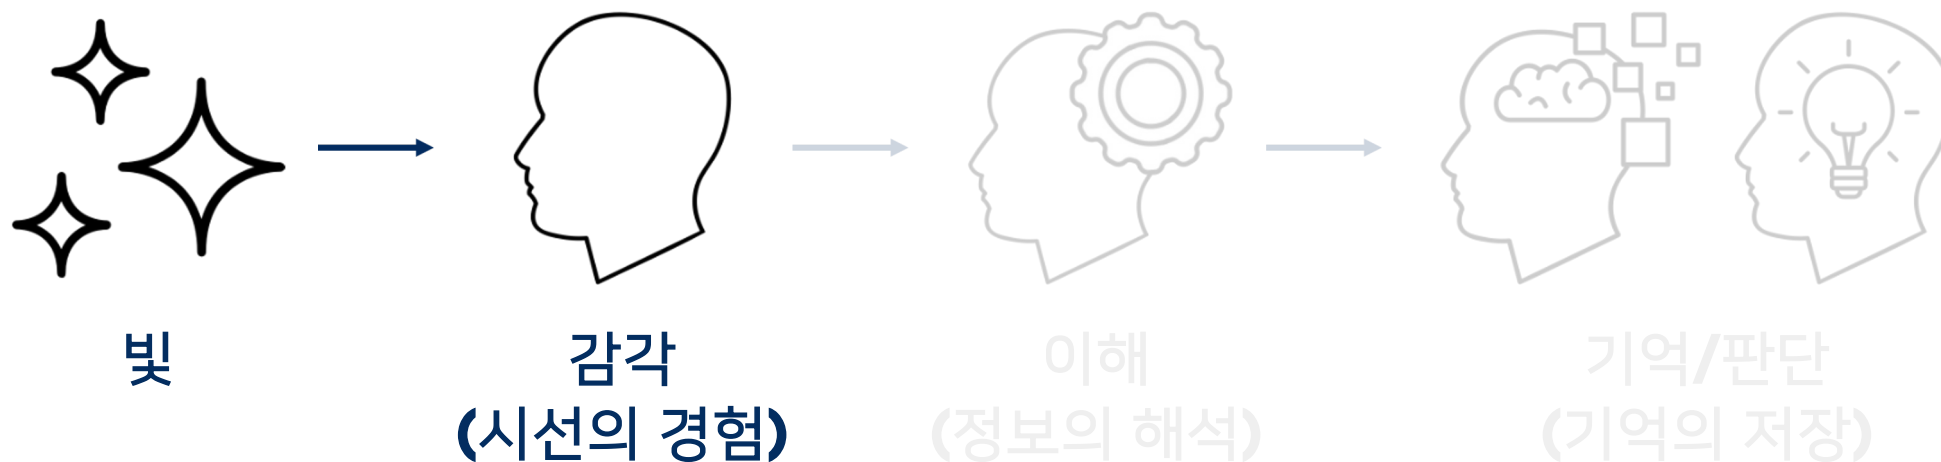 빛
감각
(시선의 경험)
이해
(정보의 해석)
기억/판단
(기억의 저장)